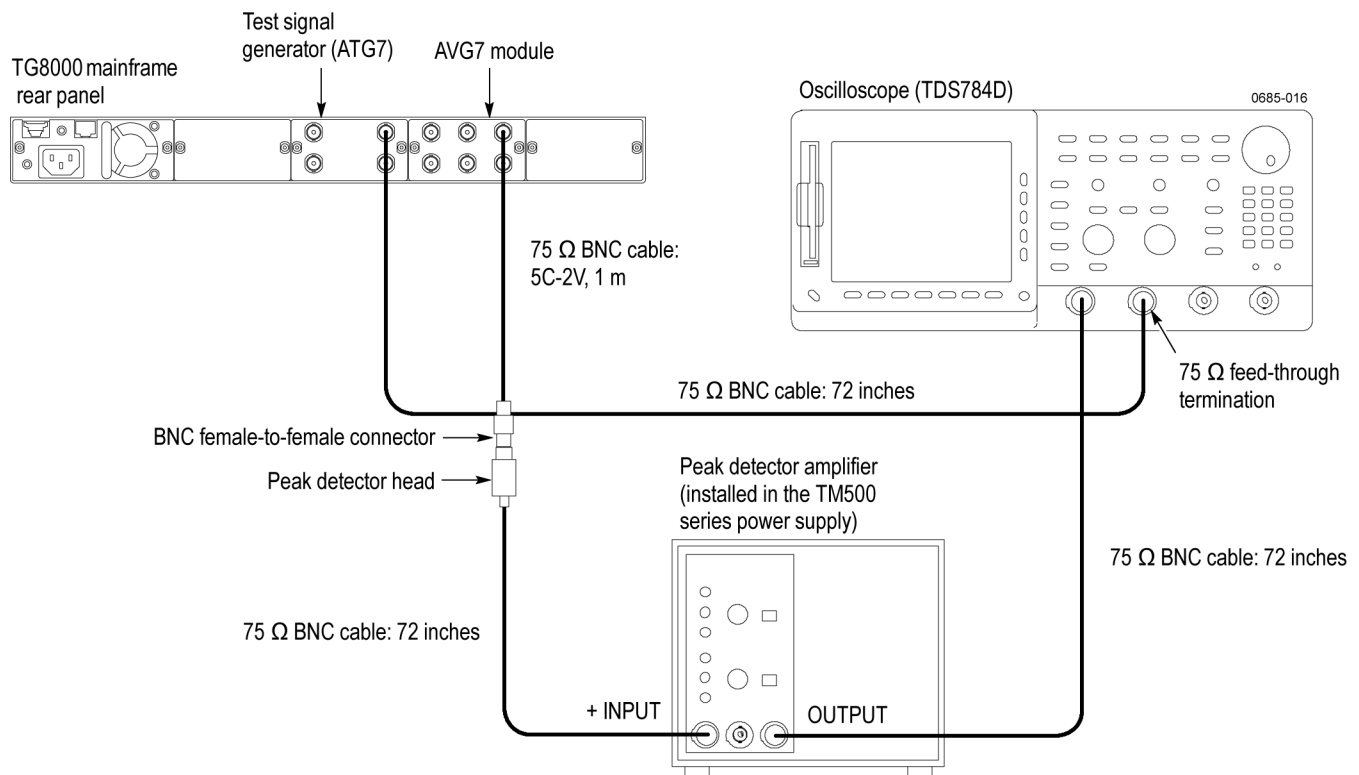 Test signal
generator (ATG7)
AVG7 module
TG8000 mainframe
rear panel
Oscilloscope (TDS784D)
0685-016
75 Ω BNC cable:
5C-2V, 1 m
75 Ω feed-through
termination
75 Ω BNC cable: 72 inches
BNC female-to-female connector
Peak detector head
Peak detector amplifier
(installed in the TM500
series power supply)
75 Ω BNC cable: 72 inches
75 Ω BNC cable: 72 inches
+ INPUT
OUTPUT